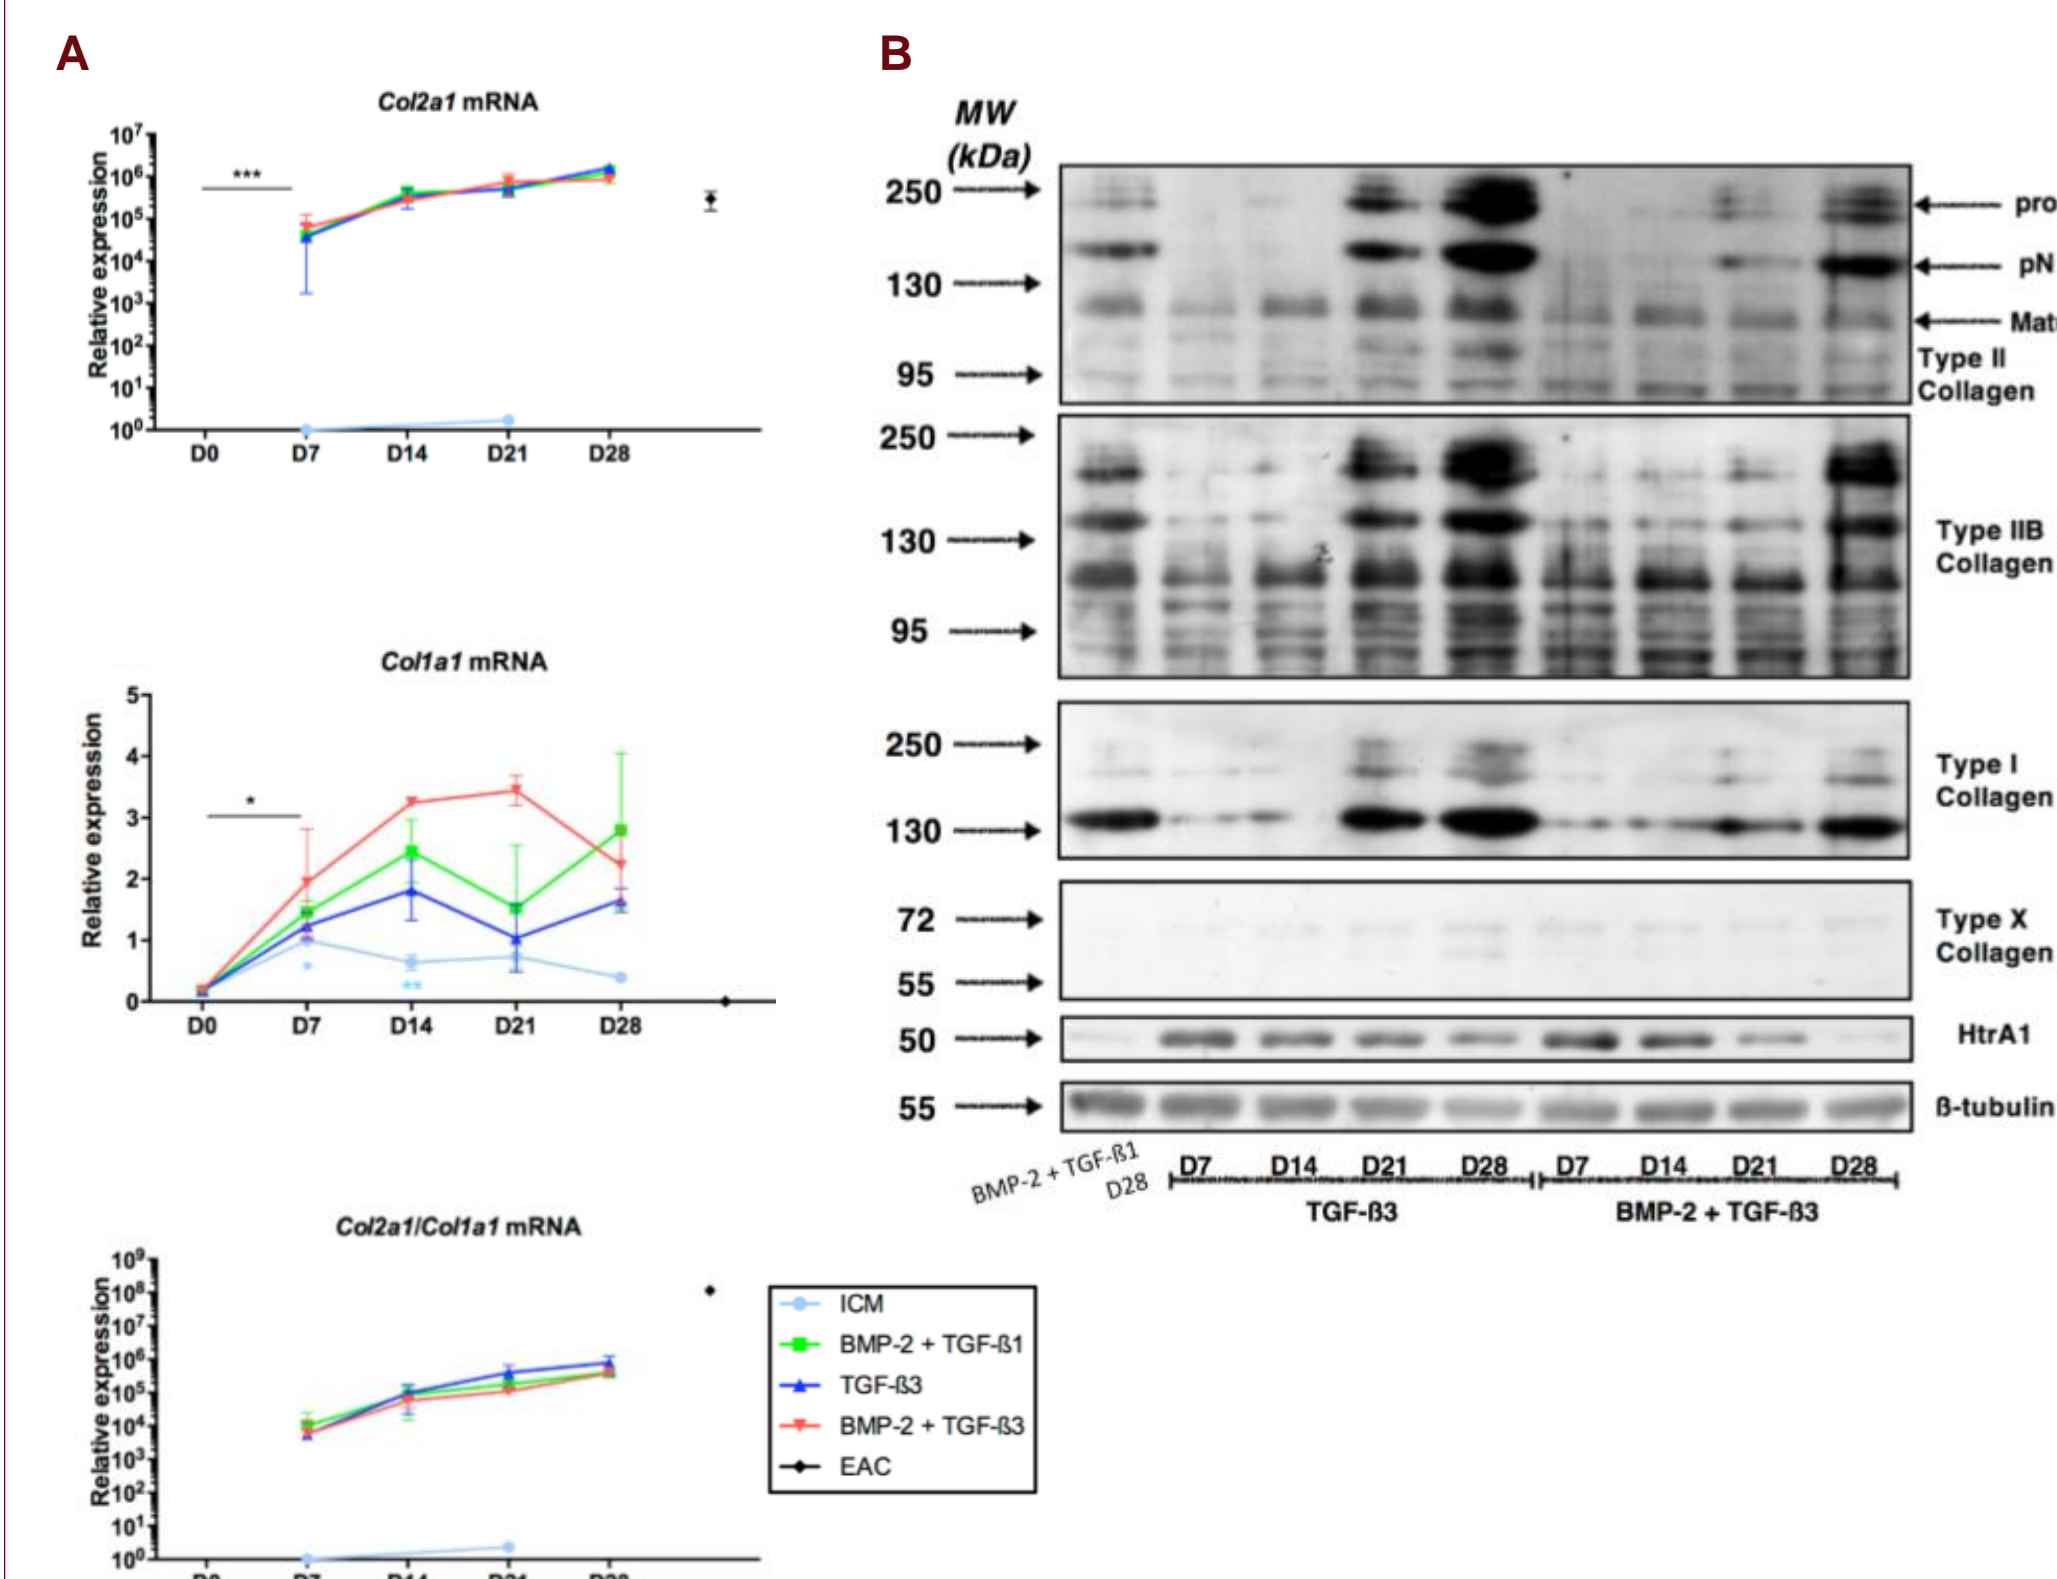 A
Col2a1 mRNA
Relative expression
10⁷
10⁶
10⁵
10⁴
10³
10²
10¹
10⁰
***
D0 D7 D14 D21 D28
Col1a1 mRNA
Relative expression
5
4
3
2
1
0
*
*
**
D0 D7 D14 D21 D28
Col2a1/Col1a1 mRNA
Relative expression
10⁹
10⁸
10⁷
10⁶
10⁵
10⁴
10³
10²
10¹
10⁰
ICM
BMP-2 + TGF-ß1
TGF-ß3
BMP-2 + TGF-ß3
EAC
B
MW
(kDa)
250
130
95
pro
pN
Mat
Type II
Collagen
250
130
95
Type IIB
Collagen
250
130
Type I
Collagen
72
55
Type X
Collagen
50
HtrA1
55
ß-tubulin
BMP-2 + TGF-ß1
D28
D7 D14 D21 D28 D7 D14 D21 D28
TGF-ß3 BMP-2 + TGF-ß3